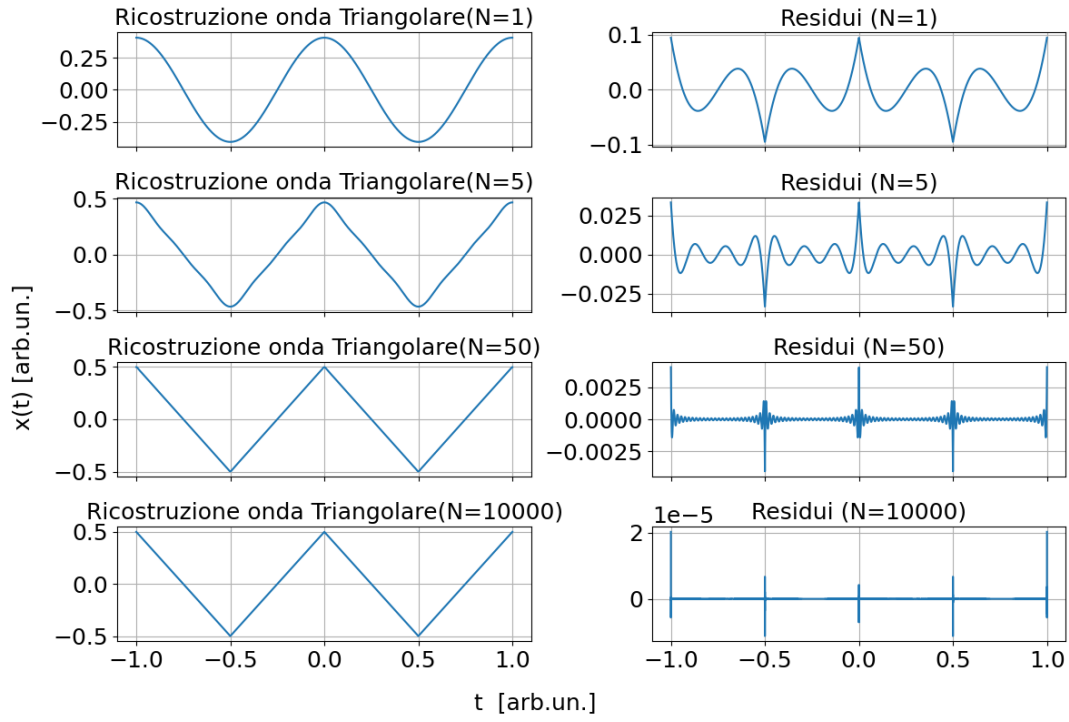 Ricostruzione onda Triangolare(N=1)
Residui (N=1)
0.25
0.00
−0.25
0.1
0.0
−0.1
Ricostruzione onda Triangolare(N=5)
Residui (N=5)
0.5
0.0
−0.5
0.025
0.000
−0.025
Ricostruzione onda Triangolare(N=50)
Residui (N=50)
0.5
0.0
−0.5
0.0025
0.0000
−0.0025
x(t) [arb.un.]
Ricostruzione onda Triangolare(N=10000)
1e−5 Residui (N=10000)
0.5
0.0
−0.5
2
0
−1.0 −0.5 0.0 0.5 1.0
−1.0 −0.5 0.0 0.5 1.0
t [arb.un.]